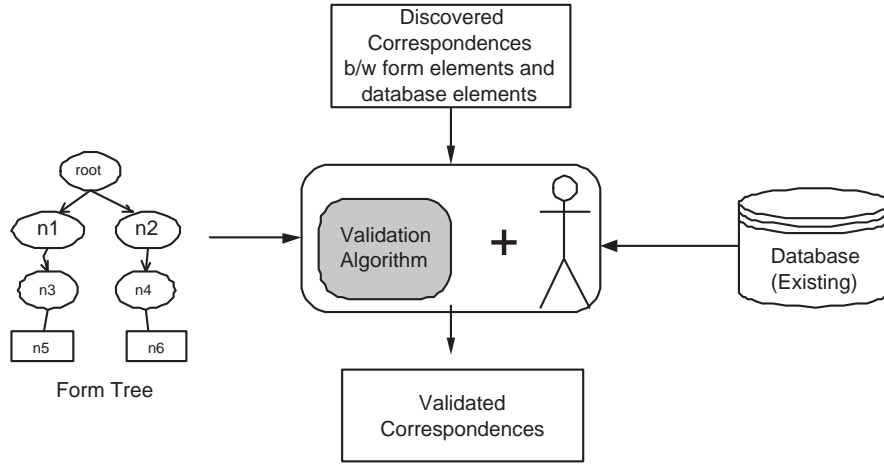 Discovered
Correspondences
b/w form elements and
database elements
root
n1
n2
n3
n4
n5
n6
Form Tree
Validation
Algorithm
+
Database
(Existing)
Validated
Correspondences